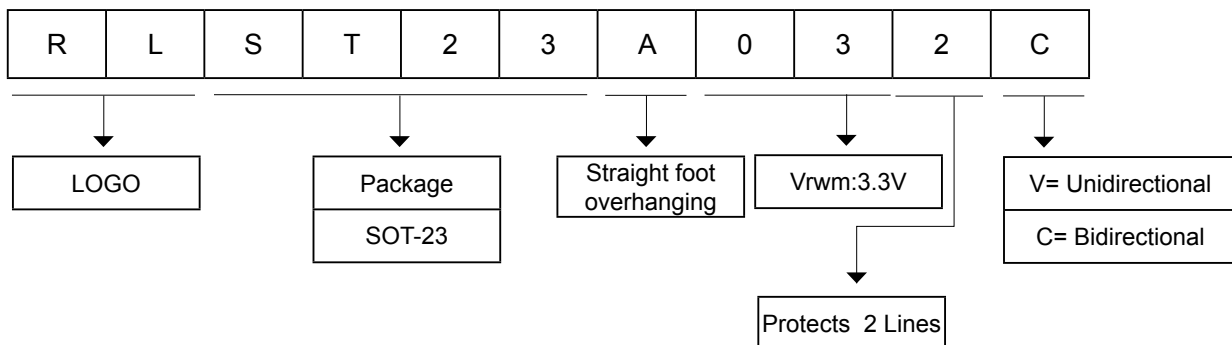 R L S T 2 3 A 0 3 2 C
LOGO
Package
SOT-23
Straight foot
overhanging
Vrwm:3.3V
V= Unidirectional
C= Bidirectional
Protects 2 Lines